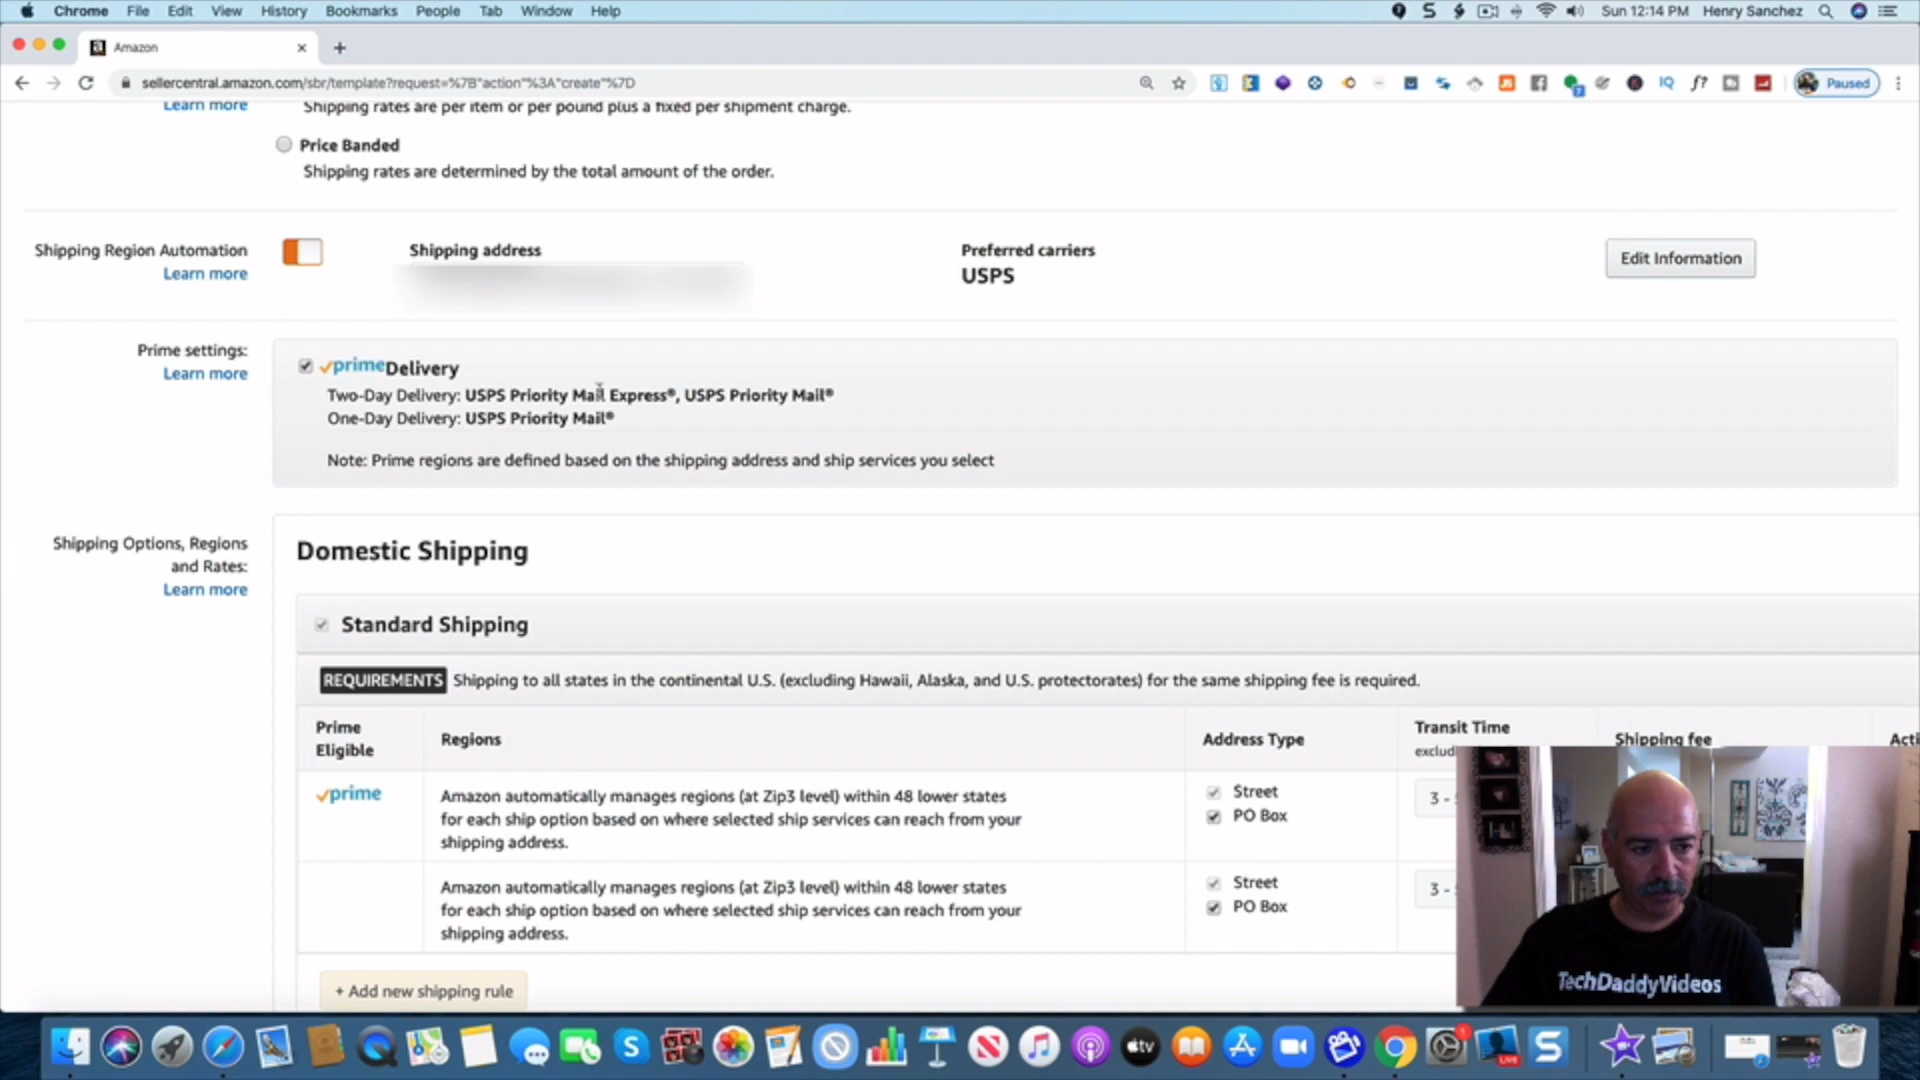 Chrome File Edit View History Bookmarks People Tab Window Help
Sun 12:14 PM Henry Sanchez
Amazon
sellercentral.amazon.com/sbr/template?request=%7B"action"%3A"create"%7D
Paused
Learn more
Shipping rates are per item or per pound plus a fixed per shipment charge.
Price Banded
Shipping rates are determined by the total amount of the order.
Shipping Region Automation
Learn more
Shipping address
Preferred carriers
USPS
Edit Information
Prime settings:
Learn more
prime Delivery
Two-Day Delivery: USPS Priority Mail Express®, USPS Priority Mail®
One-Day Delivery: USPS Priority Mail®
Note: Prime regions are defined based on the shipping address and ship services you select
Shipping Options, Regions
and Rates:
Learn more
Domestic Shipping
Standard Shipping
REQUIREMENTS Shipping to all states in the continental U.S. (excluding Hawaii, Alaska, and U.S. protectorates) for the same shipping fee is required.
Prime
Eligible
Regions
Address Type
Transit Time
exclud
Shipping fee
Acti
prime
Amazon automatically manages regions (at Zip3 level) within 48 lower states
for each ship option based on where selected ship services can reach from your
shipping address.
Street
PO Box
3 -
Amazon automatically manages regions (at Zip3 level) within 48 lower states
for each ship option based on where selected ship services can reach from your
shipping address.
Street
PO Box
3 -
+ Add new shipping rule
TechDaddyVideos